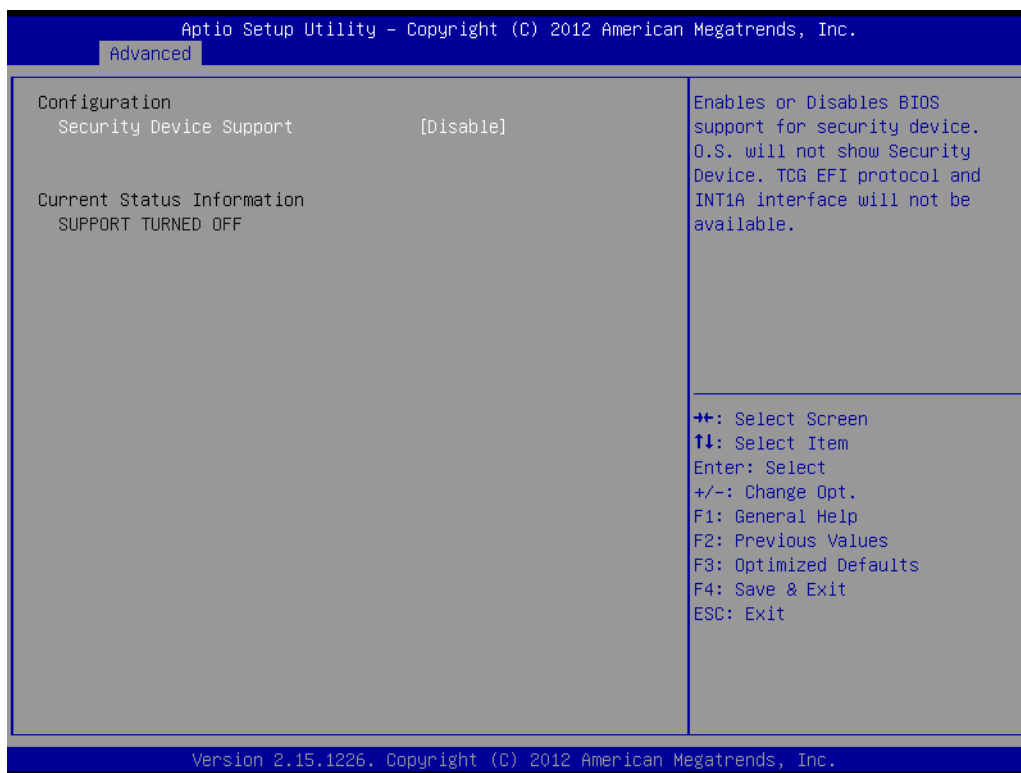 Aptio Setup Utility – Copyright (C) 2012 American Megatrends, Inc.
Advanced
Configuration
Security Device Support [Disable]
Current Status Information
SUPPORT TURNED OFF
Enables or Disables BIOS
support for security device.
O.S. will not show Security
Device. TCG EFI protocol and
INT1A interface will not be
available.
→←: Select Screen
↑↓: Select Item
Enter: Select
+/-: Change Opt.
F1: General Help
F2: Previous Values
F3: Optimized Defaults
F4: Save & Exit
ESC: Exit
Version 2.15.1226. Copyright (C) 2012 American Megatrends, Inc.